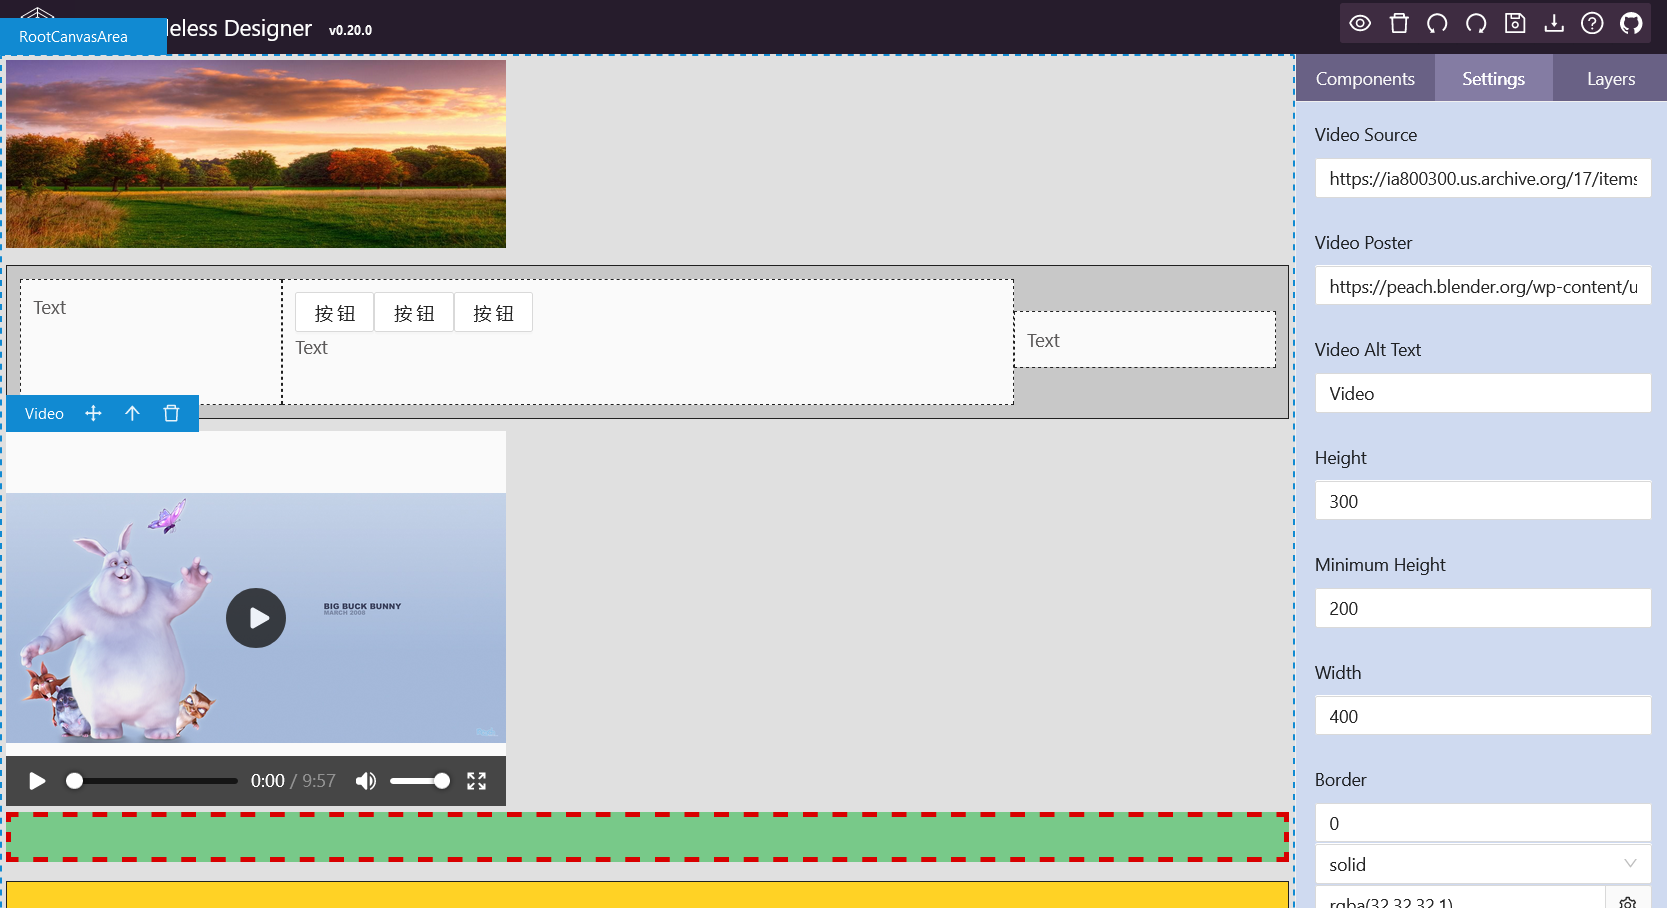 RootCanvasArea
eless Designer v0.20.0
Components Settings Layers
Text
按钮 按钮 按钮
Text
Text
Video
BIG BUCK BUNNY
MARCH 2008
0:00 / 9:57
Video Source
https://ia800300.us.archive.org/17/items
Video Poster
https://peach.blender.org/wp-content/u
Video Alt Text
Video
Height
300
Minimum Height
200
Width
400
Border
0
solid
rgba(32,32,32,1)